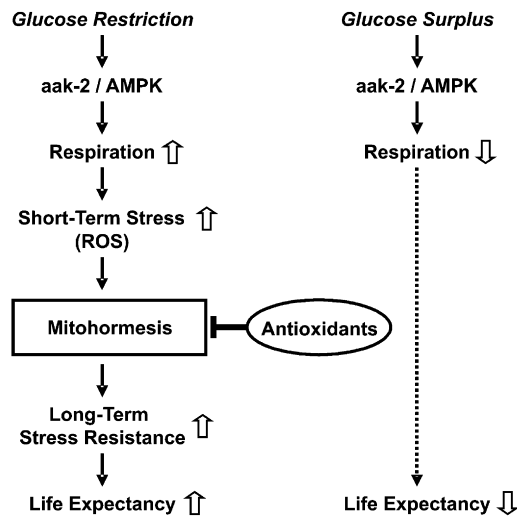 Glucose Restriction
aak-2 / AMPK
Respiration
Short-Term Stress
(ROS)
Mitohormesis
Antioxidants
Long-Term
Stress Resistance
Life Expectancy
Glucose Surplus
aak-2 / AMPK
Respiration
Life Expectancy